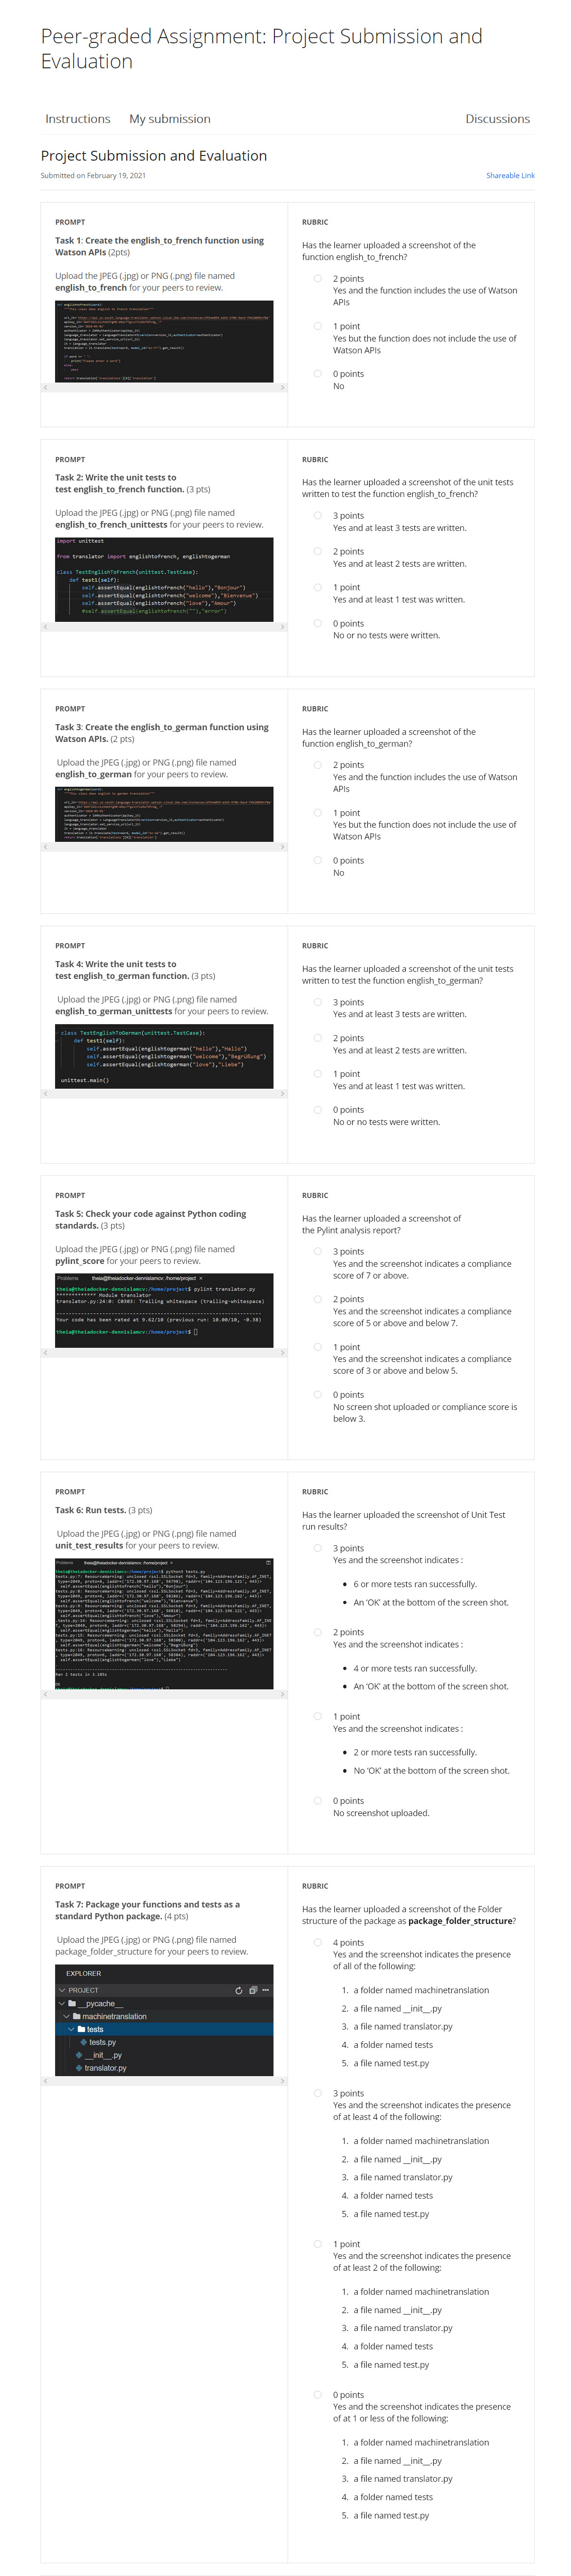 Peer-graded Assignment: Project Submission and
Evaluation
Instructions
My submission
Discussions
Project Submission and Evaluation
Submitted on February 19, 2021
Shareable Link
PROMPT
Task 1: Create the english_to_french function using
Watson APIs (2pts)
Upload the JPEG (.jpg) or PNG (.png) file named
english_to_french for your peers to review.
RUBRIC
Has the learner uploaded a screenshot of the
function english_to_french?
2 points
Yes and the function includes the use of Watson
APIs
1 point
Yes but the function does not include the use of
Watson APIs
0 points
No
PROMPT
Task 2: Write the unit tests to
test english_to_french function. (3 pts)
Upload the JPEG (.jpg) or PNG (.png) file named
english_to_french_unittests for your peers to review.
import unittest
from translator import englishtofrench, englishtogerman
class TestEnglishToFrench(unittest.TestCase):
def test1(self):
self.assertEqual(englishtofrench("hello"),"Bonjour")
self.assertEqual(englishtofrench("welcome"),"Bienvenue")
self.assertEqual(englishtofrench("love"),"Amour")
#self.assertEqual(englishtofrench(""),"error")
RUBRIC
Has the learner uploaded a screenshot of the unit tests
written to test the function english_to_french?
3 points
Yes and at least 3 tests are written.
2 points
Yes and at least 2 tests are written.
1 point
Yes and at least 1 test was written.
0 points
No or no tests were written.
PROMPT
Task 3: Create the english_to_german function using
Watson APIs. (2 pts)
Upload the JPEG (.jpg) or PNG (.png) file named
english_to_german for your peers to review.
RUBRIC
Has the learner uploaded a screenshot of the
function english_to_german?
2 points
Yes and the function includes the use of Watson
APIs
1 point
Yes but the function does not include the use of
Watson APIs
0 points
No
PROMPT
Task 4: Write the unit tests to
test english_to_german function. (3 pts)
Upload the JPEG (.jpg) or PNG (.png) file named
english_to_german_unittests for your peers to review.
class TestEnglishToGerman(unittest.TestCase):
def test1(self):
self.assertEqual(englishtogerman("hello"),"Hallo")
self.assertEqual(englishtogerman("welcome"),"Begrüßung")
self.assertEqual(englishtogerman("love"),"Liebe")
unittest.main()
RUBRIC
Has the learner uploaded a screenshot of the unit tests
written to test the function english_to_german?
3 points
Yes and at least 3 tests are written.
2 points
Yes and at least 2 tests are written.
1 point
Yes and at least 1 test was written.
0 points
No or no tests were written.
PROMPT
Task 5: Check your code against Python coding
standards. (3 pts)
Upload the JPEG (.jpg) or PNG (.png) file named
pylint_score for your peers to review.
Problems theia@theiadocker-dennislamcv: /home/project ×
theia@theiadocker-dennislamcv:/home/project$ pylint translator.py
************* Module translator
translator.py:24:0: C0303: Trailing whitespace (trailing-whitespace)
Your code has been rated at 9.62/10 (previous run: 10.00/10, -0.38)
theia@theiadocker-dennislamcv:/home/project$
RUBRIC
Has the learner uploaded a screenshot of
the Pylint analysis report?
3 points
Yes and the screenshot indicates a compliance
score of 7 or above.
2 points
Yes and the screenshot indicates a compliance
score of 5 or above and below 7.
1 point
Yes and the screenshot indicates a compliance
score of 3 or above and below 5.
0 points
No screen shot uploaded or compliance score is
below 3.
PROMPT
Task 6: Run tests. (3 pts)
Upload the JPEG (.jpg) or PNG (.png) file named
unit_test_results for your peers to review.
RUBRIC
Has the learner uploaded the screenshot of Unit Test
run results?
3 points
Yes and the screenshot indicates :
• 6 or more tests ran successfully.
• An 'OK' at the bottom of the screen shot.
2 points
Yes and the screenshot indicates :
• 4 or more tests ran successfully.
• An 'OK' at the bottom of the screen shot.
1 point
Yes and the screenshot indicates :
• 2 or more tests ran successfully.
• No 'OK' at the bottom of the screen shot.
0 points
No screenshot uploaded.
PROMPT
Task 7: Package your functions and tests as a
standard Python package. (4 pts)
Upload the JPEG (.jpg) or PNG (.png) file named
package_folder_structure for your peers to review.
EXPLORER
PROJECT
__pycache__
machinetranslation
tests
tests.py
__init__.py
translator.py
RUBRIC
Has the learner uploaded a screenshot of the Folder
structure of the package as package_folder_structure?
4 points
Yes and the screenshot indicates the presence
of all of the following:
1. a folder named machinetranslation
2. a file named __init__.py
3. a file named translator.py
4. a folder named tests
5. a file named test.py
3 points
Yes and the screenshot indicates the presence
of at least 4 of the following:
1. a folder named machinetranslation
2. a file named __init__.py
3. a file named translator.py
4. a folder named tests
5. a file named test.py
1 point
Yes and the screenshot indicates the presence
of at least 2 of the following:
1. a folder named machinetranslation
2. a file named __init__.py
3. a file named translator.py
4. a folder named tests
5. a file named test.py
0 points
Yes and the screenshot indicates the presence
of at 1 or less of the following:
1. a folder named machinetranslation
2. a file named __init__.py
3. a file named translator.py
4. a folder named tests
5. a file named test.py